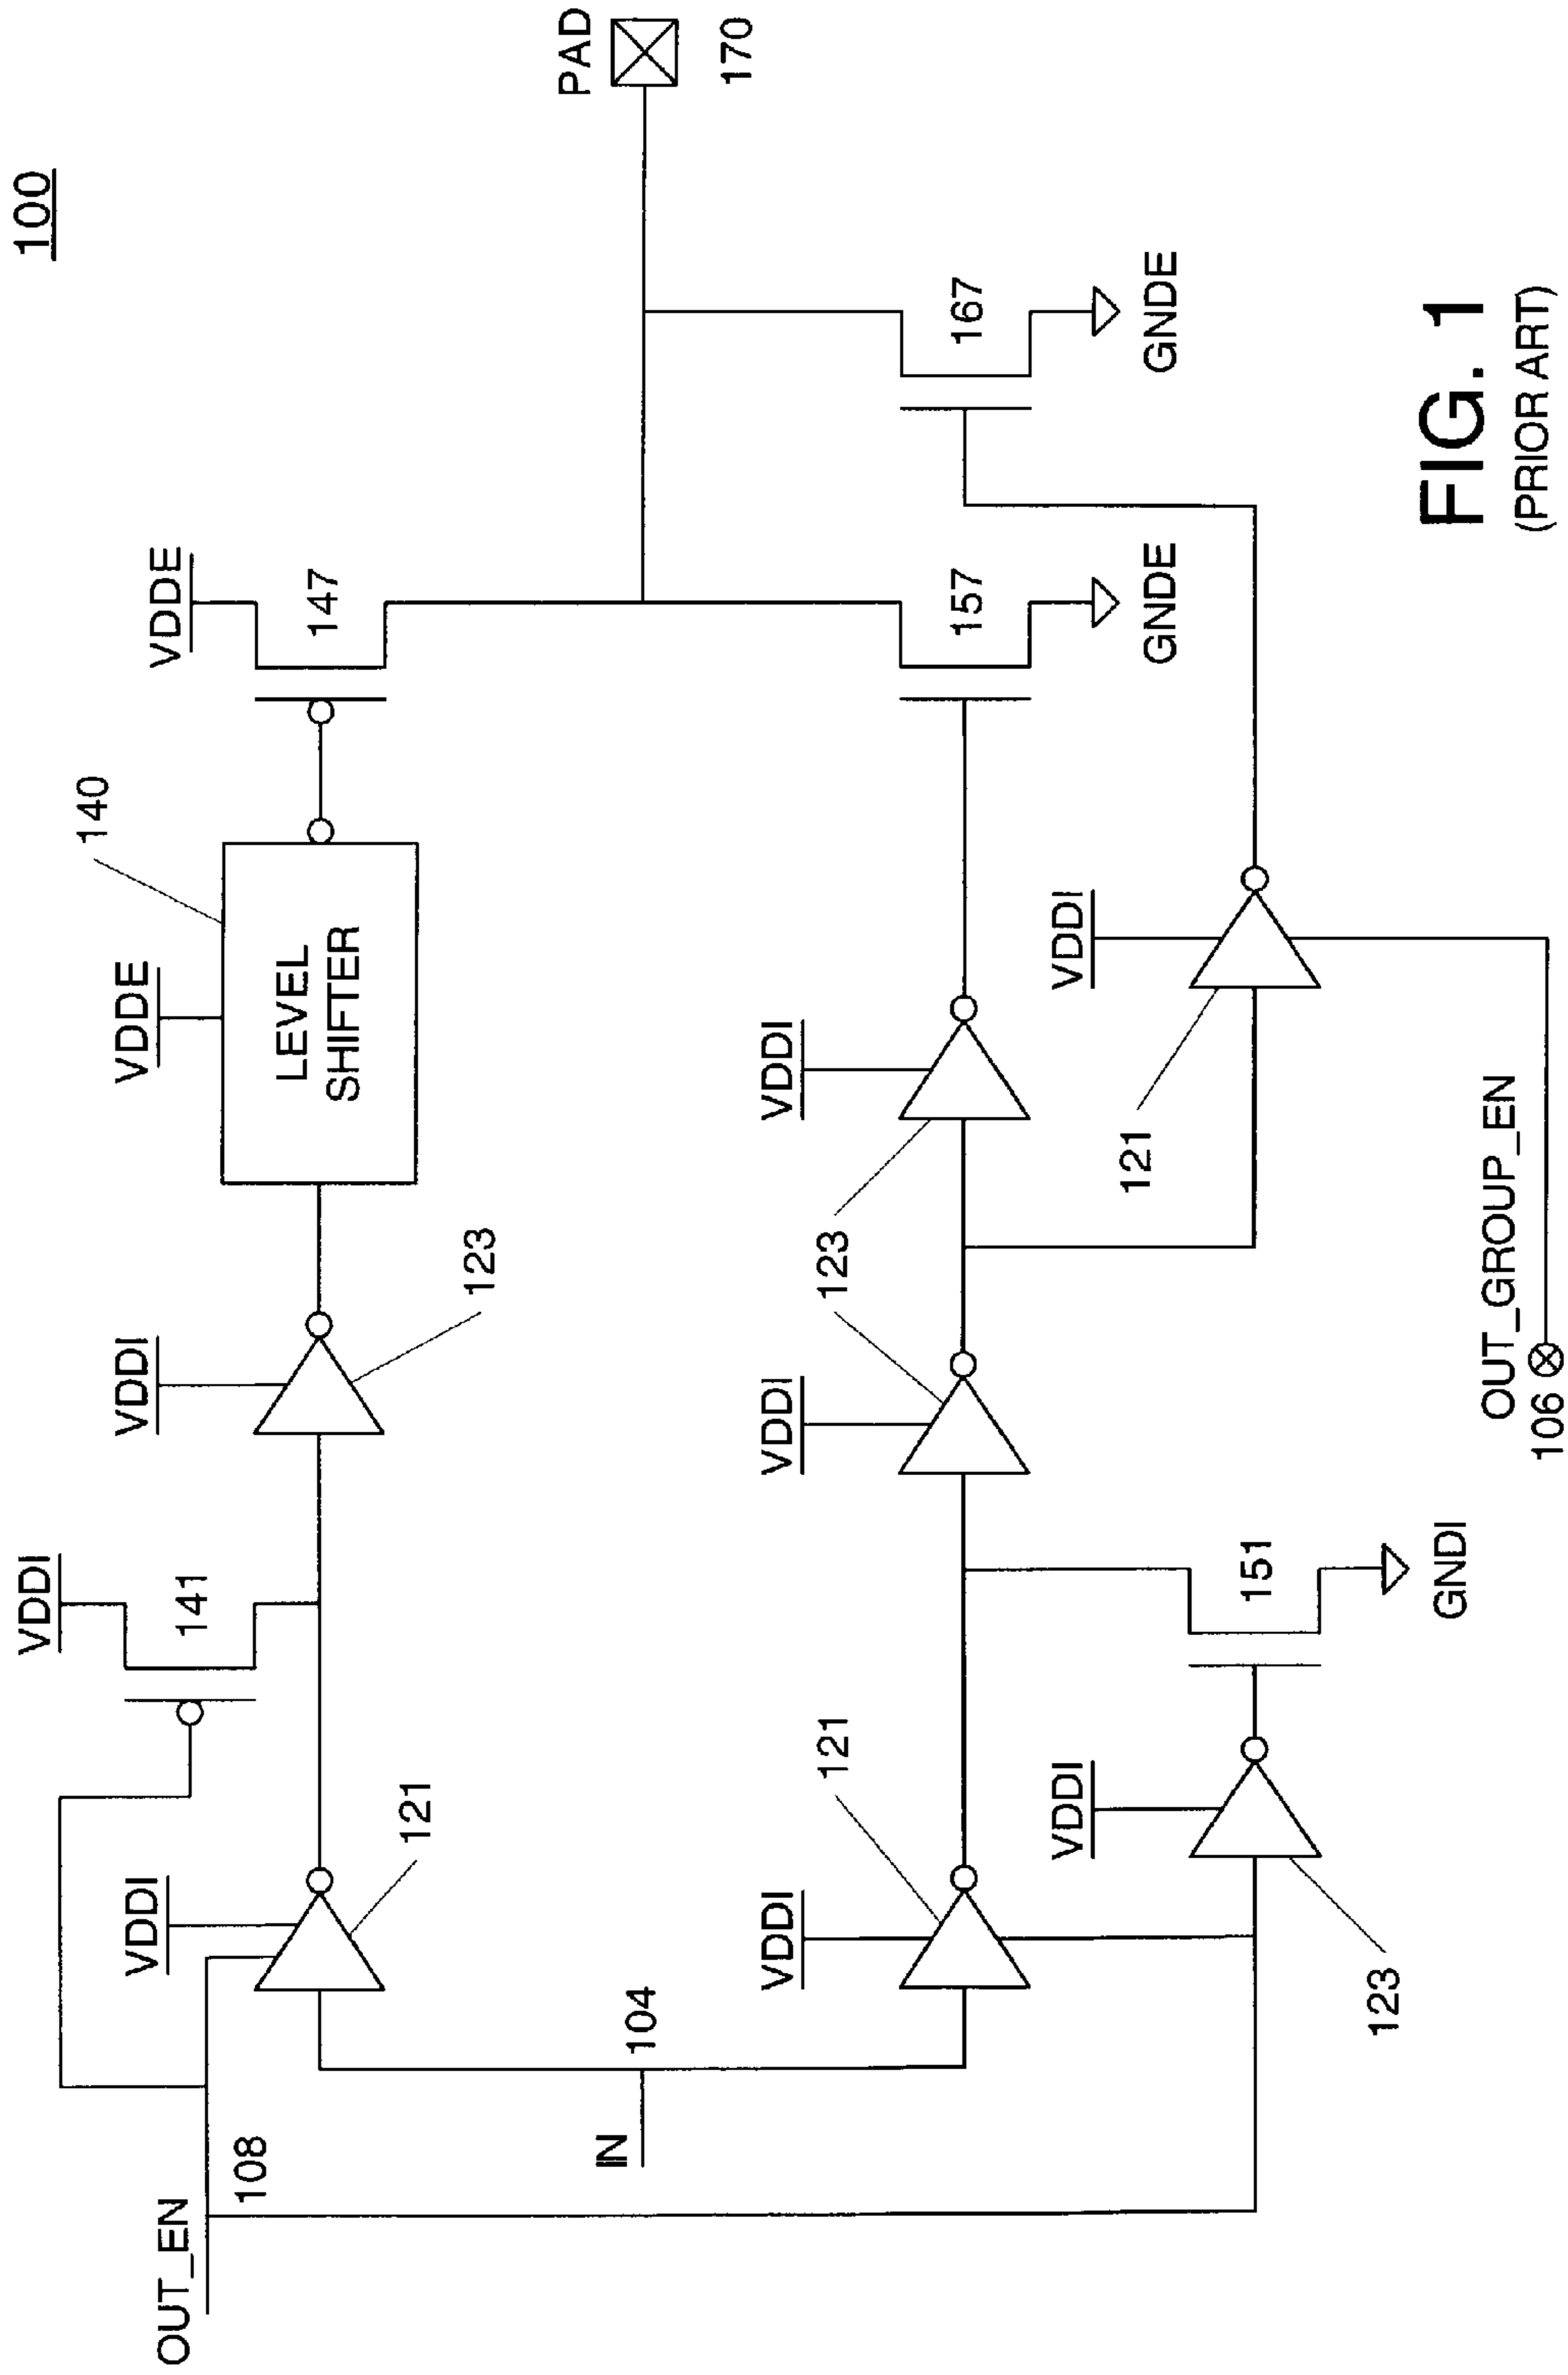 100
VDDI
141
VDDE
140
LEVEL
SHIFTER
VDDE
147
PAD
170
OUT_EN
108
VDDI
121
VDDI
123
IN
104
VDDI
121
VDDI
123
VDDI
157
GNDE
167
GNDE
VDDI
123
151
GNDI
VDDI
121
OUT_GROUP_EN
106
FIG. 1
(PRIOR ART)